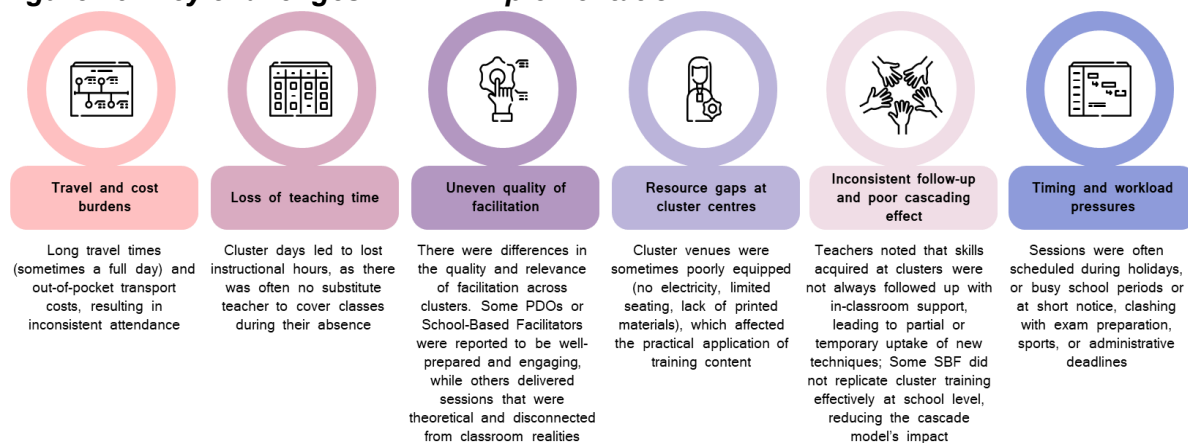 Travel and cost
burdens
Long travel times
(sometimes a full day) and
out-of-pocket transport
costs, resulting in
inconsistent attendance
Loss of teaching time
Cluster days led to lost
instructional hours, as there
was often no substitute
teacher to cover classes
during their absence
Uneven quality of
facilitation
There were differences in
the quality and relevance
of facilitation across
clusters. Some PDOs or
School-Based Facilitators
were reported to be well-
prepared and engaging,
while others delivered
sessions that were
theoretical and disconnected
from classroom realities
Resource gaps at
cluster centres
Cluster venues were
sometimes poorly equipped
(no electricity, limited
seating, lack of printed
materials), which affected
the practical application of
training content
Inconsistent follow-up
and poor cascading
effect
Teachers noted that skills
acquired at clusters were
not always followed up with
in-classroom support,
leading to partial or
temporary uptake of new
techniques; Some SBF did
not replicate cluster training
effectively at school level,
reducing the cascade
model's impact
Timing and workload
pressures
Sessions were often
scheduled during holidays,
or busy school periods or
at short notice, clashing
with exam preparation,
sports, or administrative
deadlines